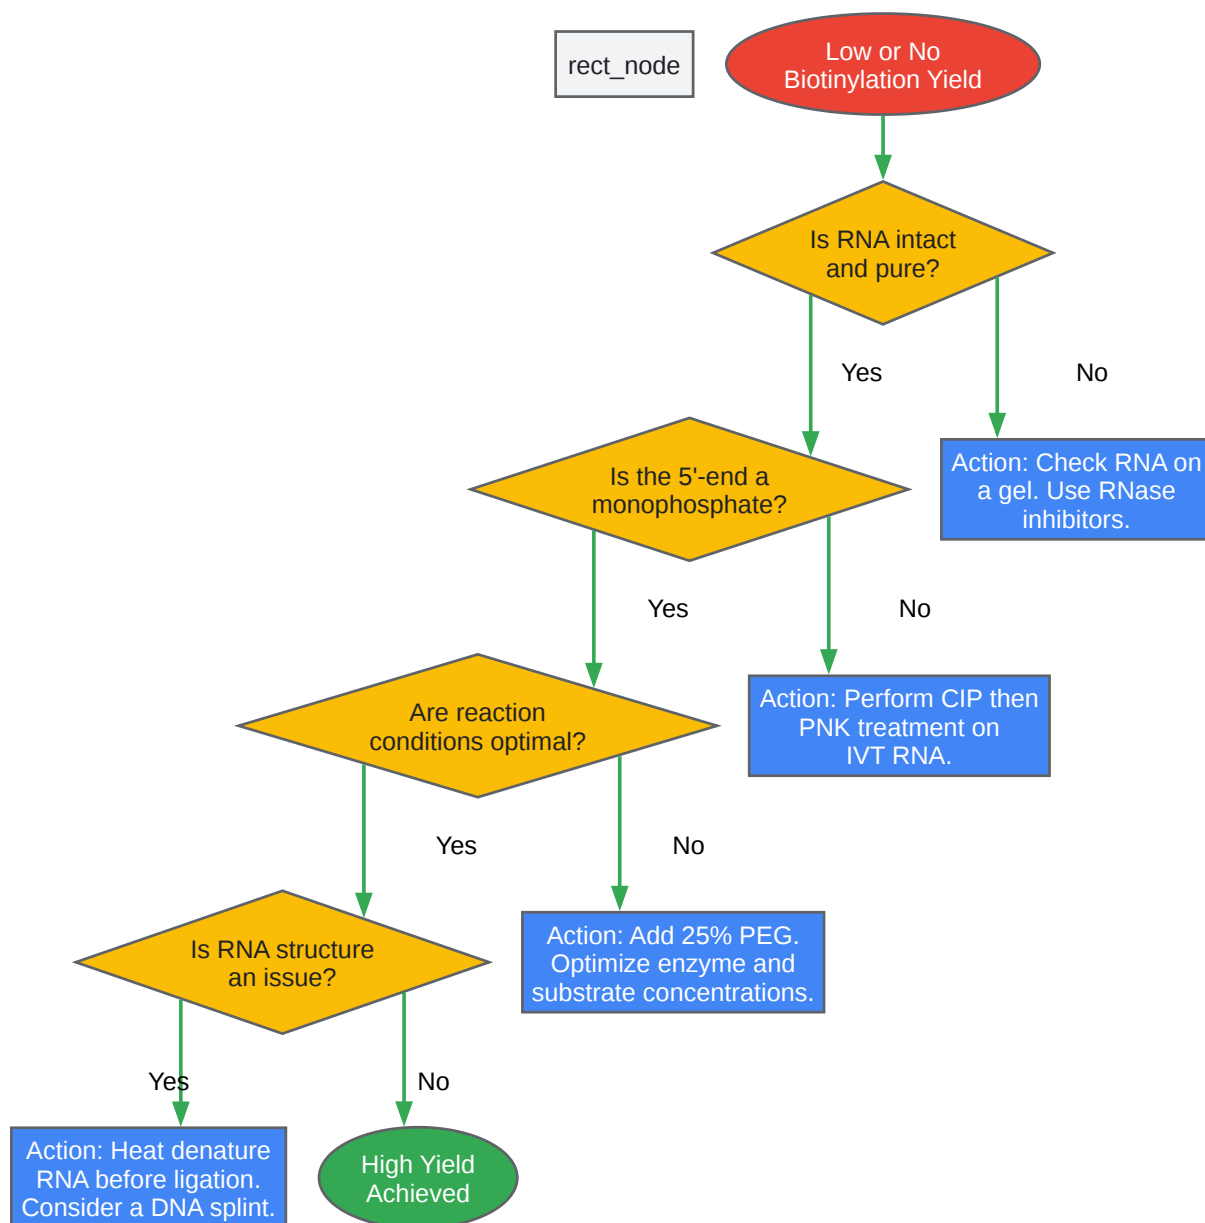 rect_node
Low or No
Biotinylation Yield
Is RNA intact
and pure?
Yes
No
Is the 5'-end a
monophosphate?
Action: Check RNA on
a gel. Use RNase
inhibitors.
Yes
No
Are reaction
conditions optimal?
Action: Perform CIP then
PNK treatment on
IVT RNA.
Yes
No
Is RNA structure
an issue?
Action: Add 25% PEG.
Optimize enzyme and
substrate concentrations.
Yes
No
Action: Heat denature
RNA before ligation.
Consider a DNA splint.
High Yield
Achieved